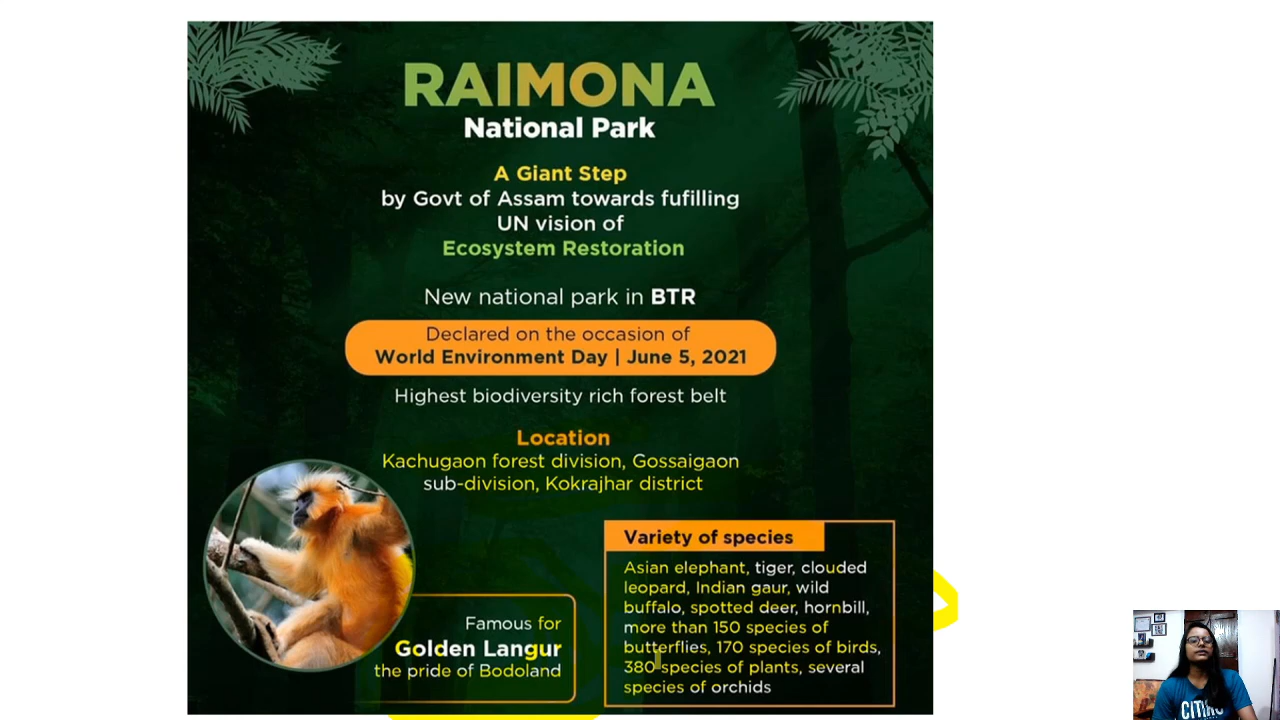 RAIMONA
National Park
A Giant Step
by Govt of Assam towards fufilling
UN vision of
Ecosystem Restoration
New national park in BTR
Declared on the occasion of
World Environment Day | June 5, 2021
Highest biodiversity rich forest belt
Location
Kachugaon forest division, Gossaigaon
sub-division, Kokrajhar district
Famous for
Golden Langur
the pride of Bodoland
Variety of species
Asian elephant, tiger, clouded
leopard, Indian gaur, wild
buffalo, spotted deer, hornbill,
more than 150 species of
butterflies, 170 species of birds,
380 species of plants, several
species of orchids